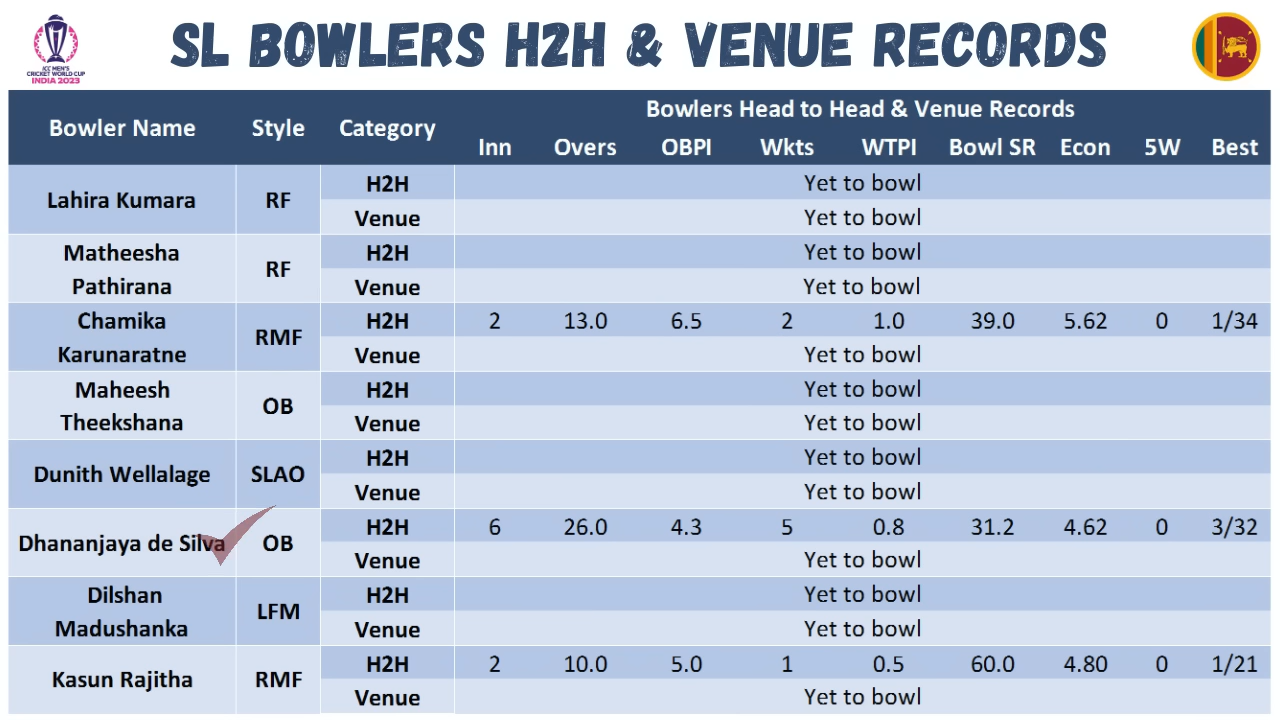 SL BOWLERS H2H & VENUE RECORDS
ICC MEN'S
CRICKET WORLD CUP
INDIA 2023
Bowler Name Style Category Bowlers Head to Head & Venue Records
Inn Overs OBPI Wkts WTPI Bowl SR Econ 5W Best
Lahira Kumara RF H2H Yet to bowl
Venue Yet to bowl
Matheesha
Pathirana RF H2H Yet to bowl
Venue Yet to bowl
Chamika
Karunaratne RMF H2H 2 13.0 6.5 2 1.0 39.0 5.62 0 1/34
Venue Yet to bowl
Maheesh
Theekshana OB H2H Yet to bowl
Venue Yet to bowl
Dunith Wellalage SLAO H2H Yet to bowl
Venue Yet to bowl
Dhananjaya de Silva OB H2H 6 26.0 4.3 5 0.8 31.2 4.62 0 3/32
Venue Yet to bowl
Dilshan
Madushanka LFM H2H Yet to bowl
Venue Yet to bowl
Kasun Rajitha RMF H2H 2 10.0 5.0 1 0.5 60.0 4.80 0 1/21
Venue Yet to bowl